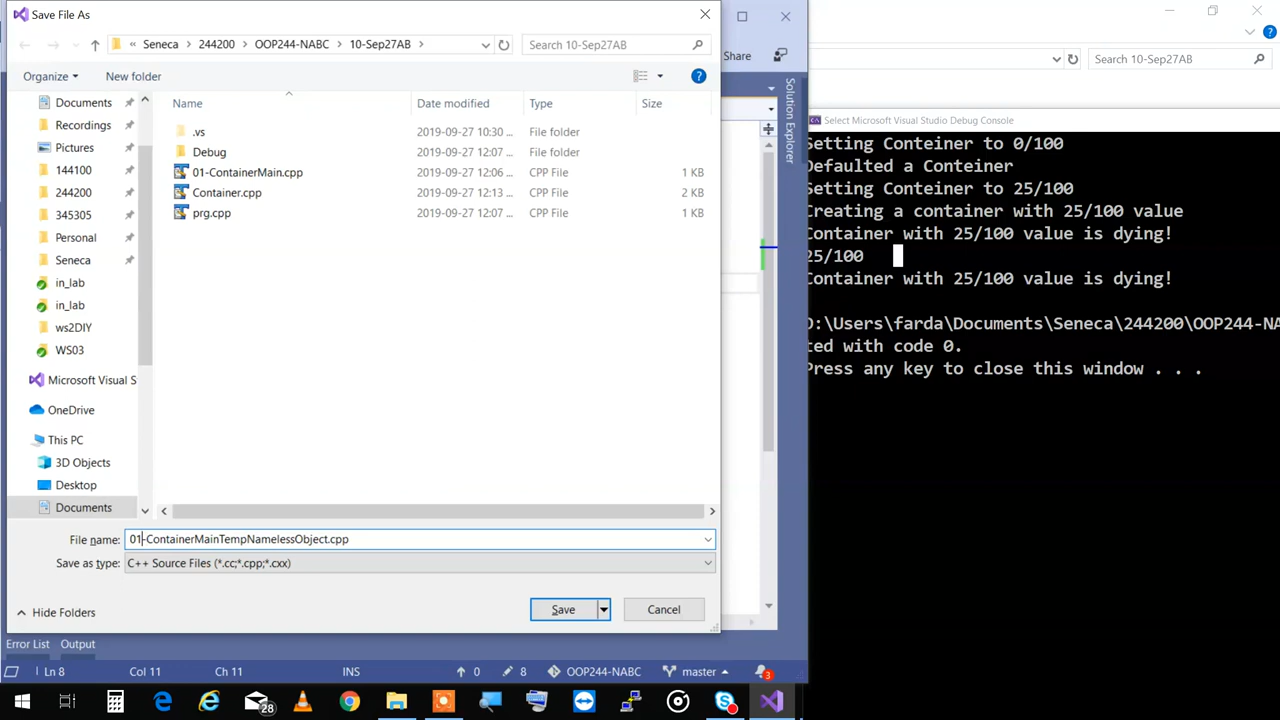 Save File As
« Seneca > 244200 > OOP244-NABC > 10-Sep27AB >
Search 10-Sep27AB
Organize
New folder
Name
Date modified
Type
Size
Documents
Recordings
Pictures
144100
244200
345305
Personal
Seneca
in_lab
in_lab
ws2DIY
WS03
Microsoft Visual S
OneDrive
This PC
3D Objects
Desktop
Documents
.vs 2019-09-27 10:30 ... File folder
Debug 2019-09-27 12:07 ... File folder
01-ContainerMain.cpp 2019-09-27 12:06 ... CPP File 1 KB
Container.cpp 2019-09-27 12:13 ... CPP File 2 KB
prg.cpp 2019-09-27 12:07 ... CPP File 1 KB
File name: 01-ContainerMainTempNamelessObject.cpp
Save as type: C++ Source Files (*.cc;*.cpp;*.cxx)
Hide Folders
Save
Cancel
Share
Solution Explorer
Search 10-Sep27AB
Select Microsoft Visual Studio Debug Console
Setting Conteiner to 0/100
Defaulted a Conteiner
Setting Conteiner to 25/100
Creating a container with 25/100 value
Container with 25/100 value is dying!
25/100
Container with 25/100 value is dying!
D:\Users\farda\Documents\Seneca\244200\OOP244-NA
ted with code 0.
Press any key to close this window . . .
Error List
Output
Ln 8
Col 11
Ch 11
INS
0
8
OOP244-NABC
master
3
28